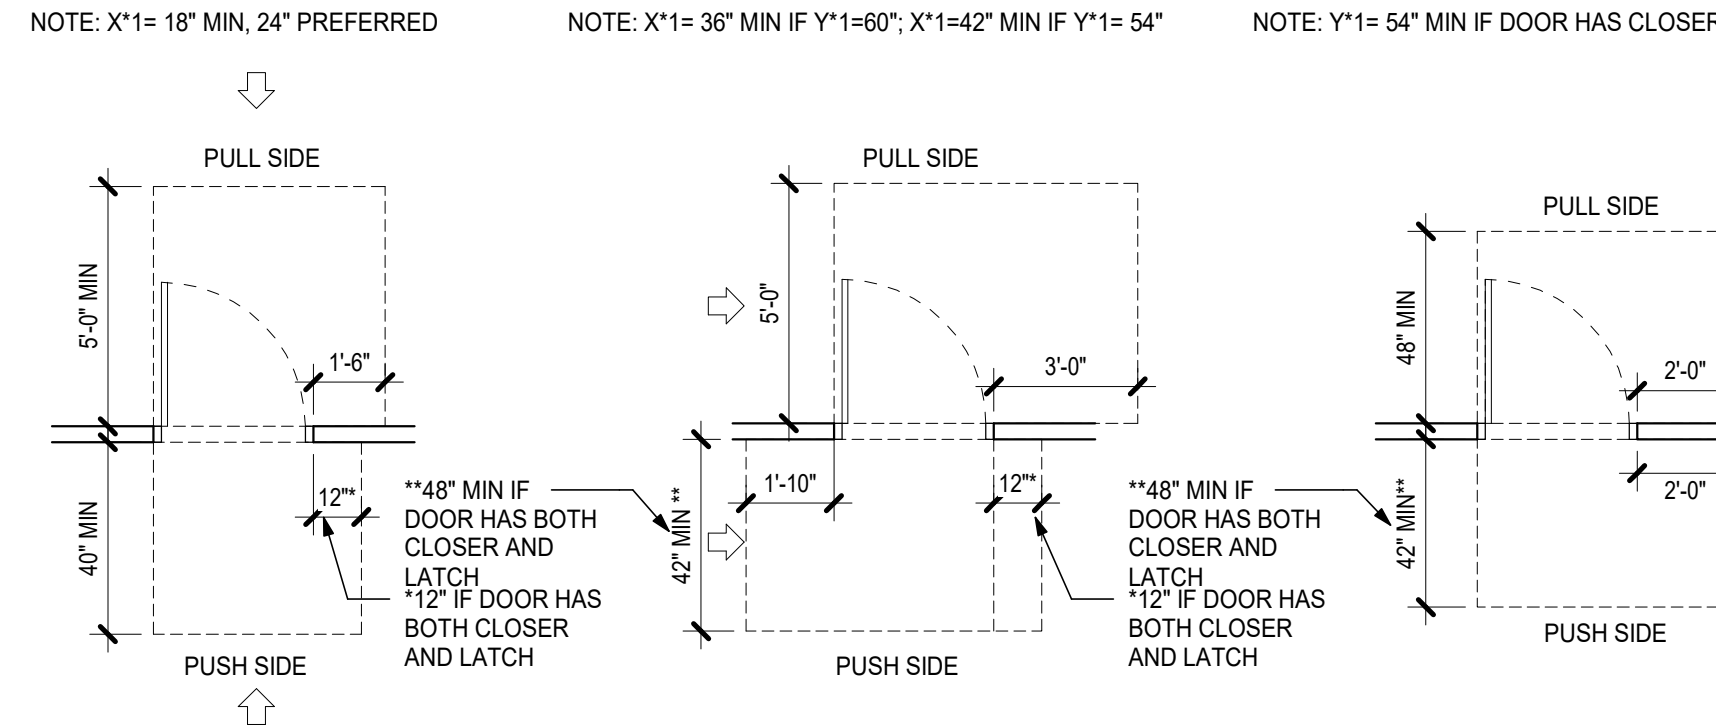 NOTE: X*1= 18" MIN, 24" PREFERRED
NOTE: X*1= 36" MIN IF Y*1=60"; X*1=42" MIN IF Y*1= 54"
NOTE: Y*1= 54" MIN IF DOOR HAS CLOSER
PULL SIDE
5'-0" MIN
1'-6"
40" MIN
12"*
**48" MIN IF
DOOR HAS BOTH
CLOSER AND
LATCH
*12" IF DOOR HAS
BOTH CLOSER
AND LATCH
PUSH SIDE
PULL SIDE
5'-0"
3'-0"
42" MIN **
1'-10"
12"*
**48" MIN IF
DOOR HAS BOTH
CLOSER AND
LATCH
*12" IF DOOR HAS
BOTH CLOSER
AND LATCH
PUSH SIDE
PULL SIDE
48" MIN
2'-0"
42" MIN**
2'-0"
PUSH SIDE